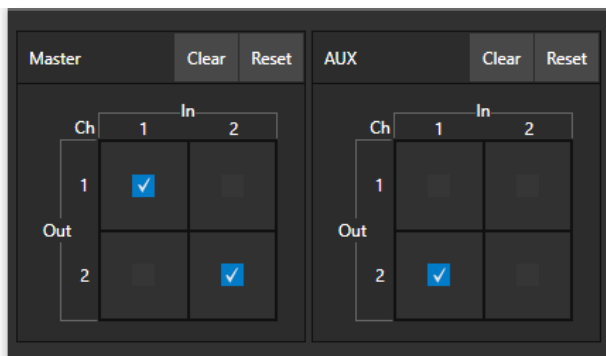 Master Clear Reset
In
Ch 1 2
1
Out
2
AUX Clear Reset
In
Ch 1 2
1
Out
2